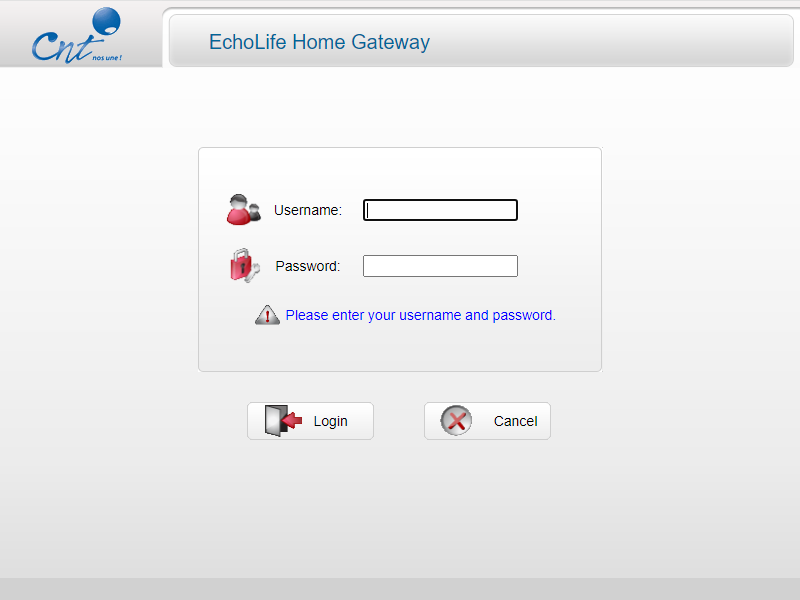 Cnt
nos une!
EchoLife Home Gateway
Username:
Password:
Please enter your username and password.
Login
Cancel